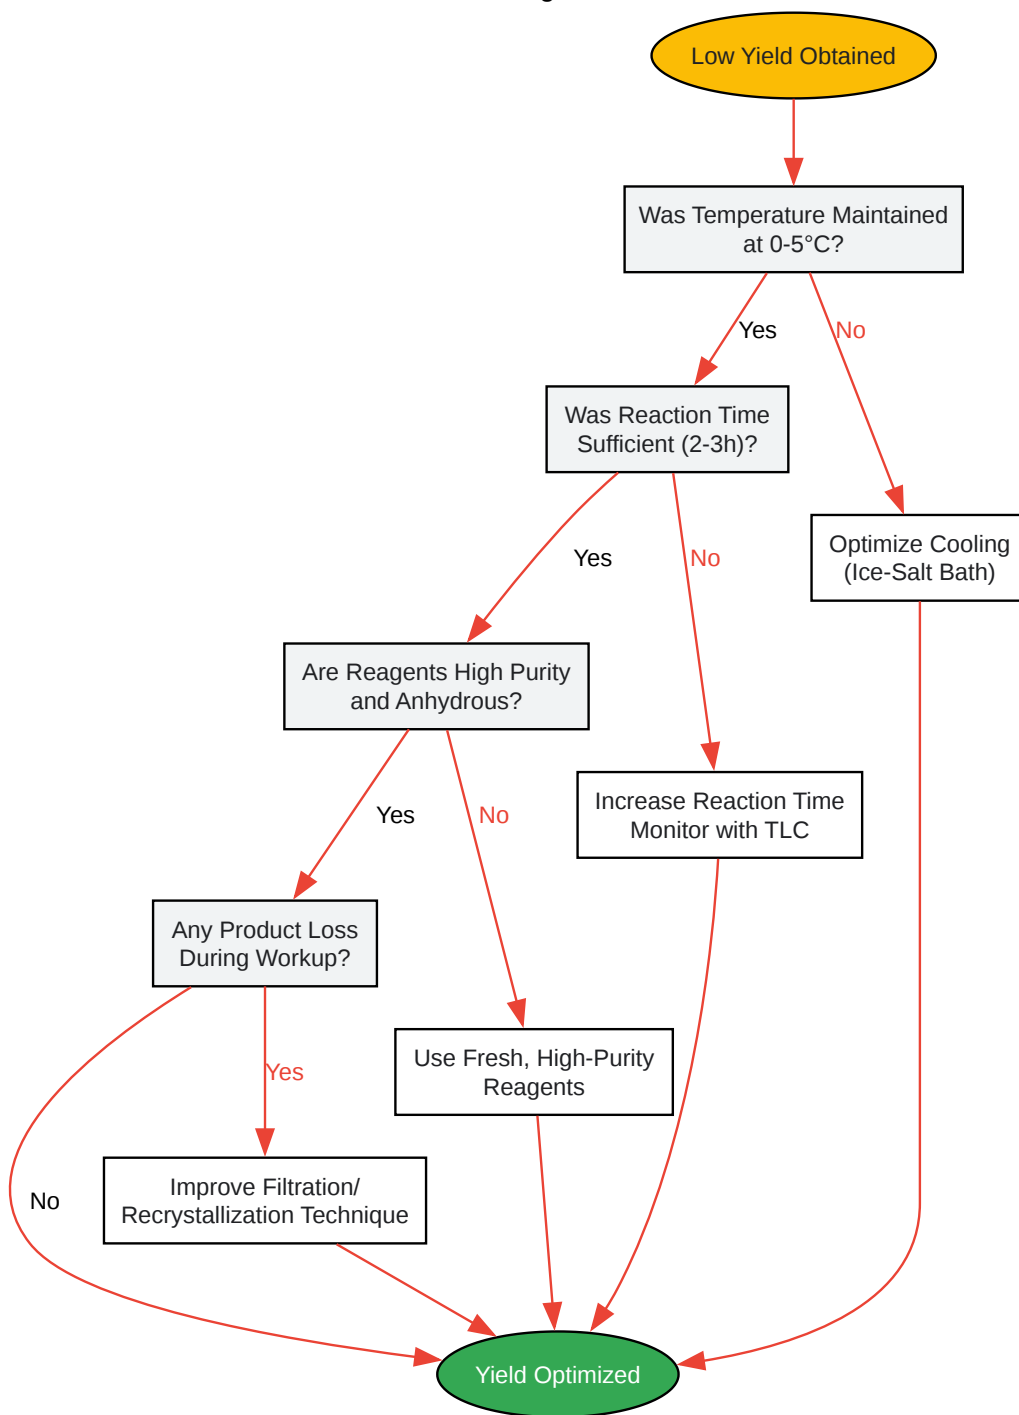 Low Yield Obtained
Was Temperature Maintained
at 0-5°C?
Yes
No
Was Reaction Time
Sufficient (2-3h)?
Optimize Cooling
(Ice-Salt Bath)
Yes
No
Are Reagents High Purity
and Anhydrous?
Increase Reaction Time
Monitor with TLC
Yes
No
Any Product Loss
During Workup?
Use Fresh, High-Purity
Reagents
Yes
No
Improve Filtration/
Recrystallization Technique
Yield Optimized